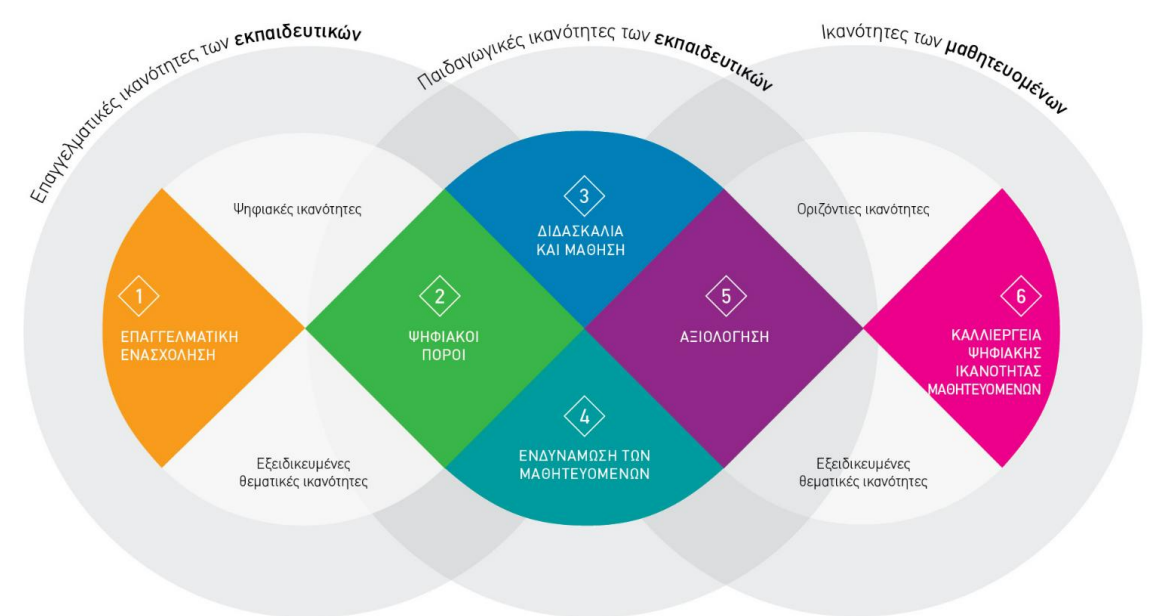 Επαγγελματικές ικανότητες των εκπαιδευτικών
Παιδαγωγικές ικανότητες των εκπαιδευτικών
Ικανότητες των μαθητευομένων
Ψηφιακές ικανότητες
Οριζόντιες ικανότητες
1
ΕΠΑΓΓΕΛΜΑΤΙΚΗ
ΕΝΑΣΧΟΛΗΣΗ
2
ΨΗΦΙΑΚΟΙ
ΠΟΡΟΙ
3
ΔΙΔΑΣΚΑΛΙΑ
ΚΑΙ ΜΑΘΗΣΗ
4
ΕΝΔΥΝΑΜΩΣΗ ΤΩΝ
ΜΑΘΗΤΕΥΟΜΕΝΩΝ
5
ΑΞΙΟΛΟΓΗΣΗ
6
ΚΑΛΛΙΕΡΓΕΙΑ
ΨΗΦΙΑΚΗΣ
ΙΚΑΝΟΤΗΤΑΣ
ΜΑΘΗΤΕΥΟΜΕΝΩΝ
Εξειδικευμένες
θεματικές ικανότητες
Εξειδικευμένες
θεματικές ικανότητες